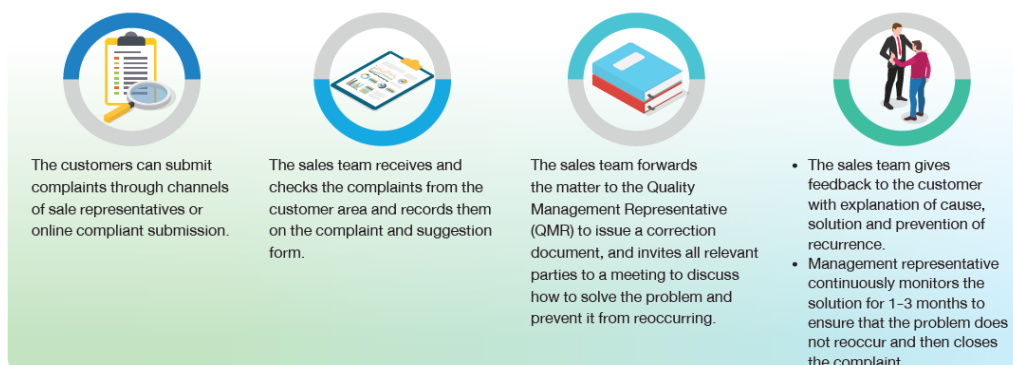 The customers can submit
complaints through channels
of sale representatives or
online compliant submission.
The sales team receives and
checks the complaints from the
customer area and records them
on the complaint and suggestion
form.
The sales team forwards
the matter to the Quality
Management Representative
(QMR) to issue a correction
document, and invites all relevant
parties to a meeting to discuss
how to solve the problem and
prevent it from reoccurring.
• The sales team gives
feedback to the customer
with explanation of cause,
solution and prevention of
recurrence.
• Management representative
continuously monitors the
solution for 1-3 months to
ensure that the problem does
not reoccur and then closes
the complaint